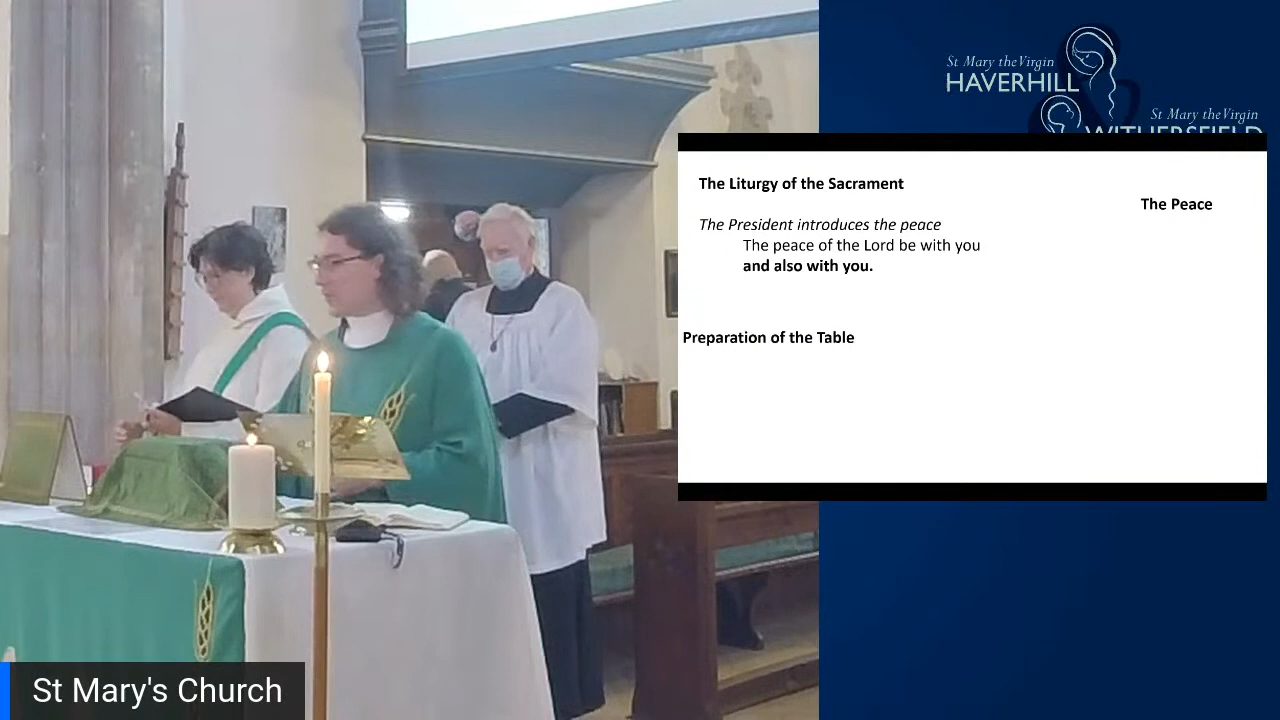 St Mary the Virgin
HAVERHILL
St Mary the Virgin
WITHERSFIELD
The Liturgy of the Sacrament
The Peace
The President introduces the peace
The peace of the Lord be with you
and also with you.
Preparation of the Table
St Mary's Church